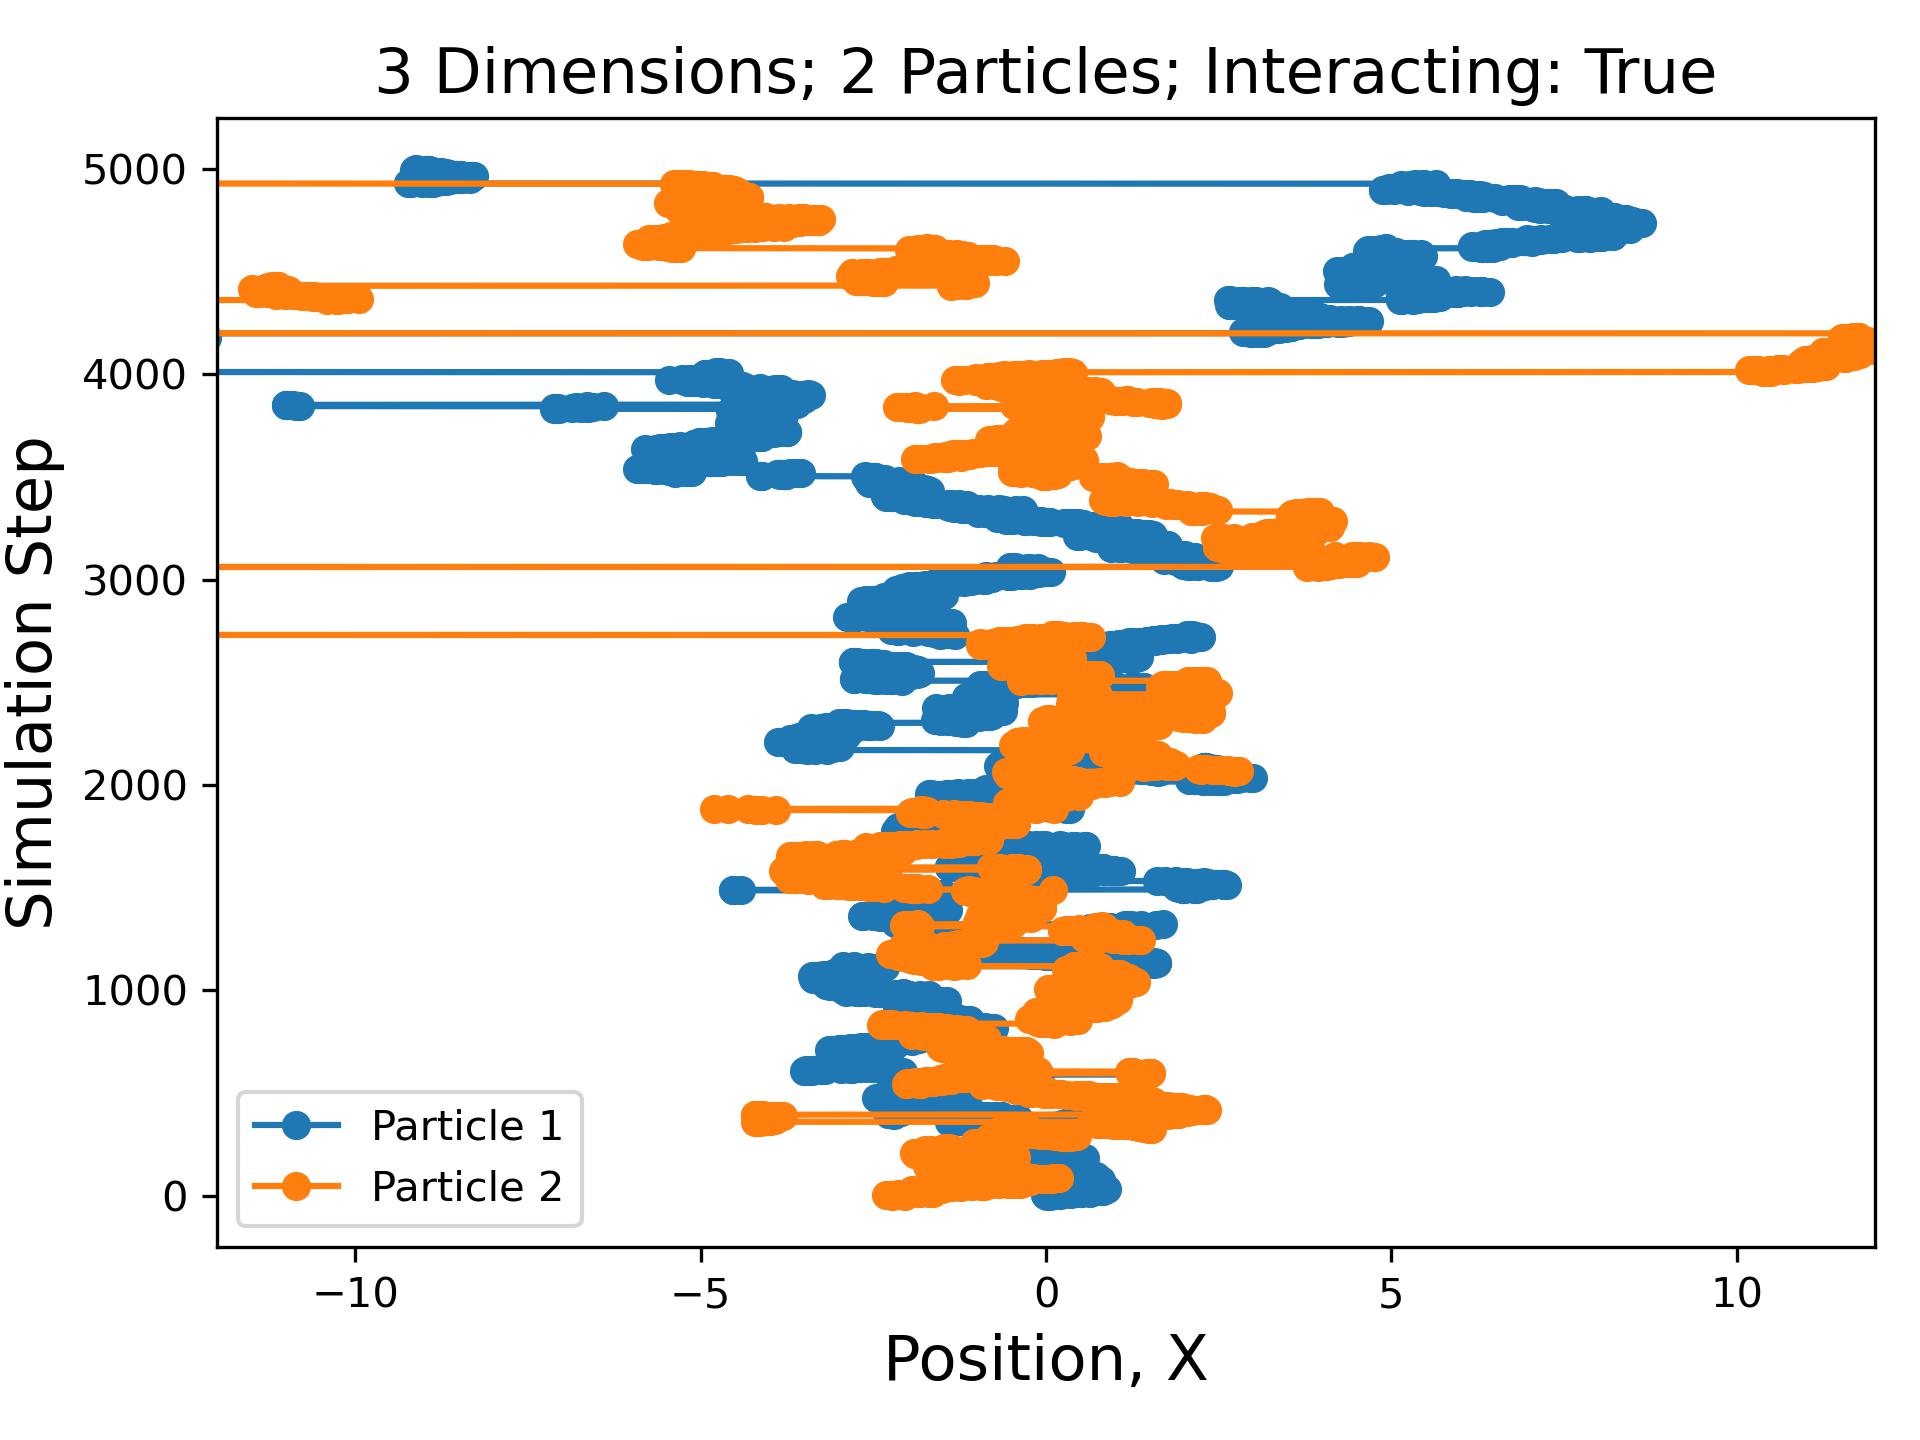 3 Dimensions; 2 Particles; Interacting: True
Simulation Step
5000
4000
3000
2000
1000
0
Particle 1
Particle 2
−10
−5
0
5
10
Position, X